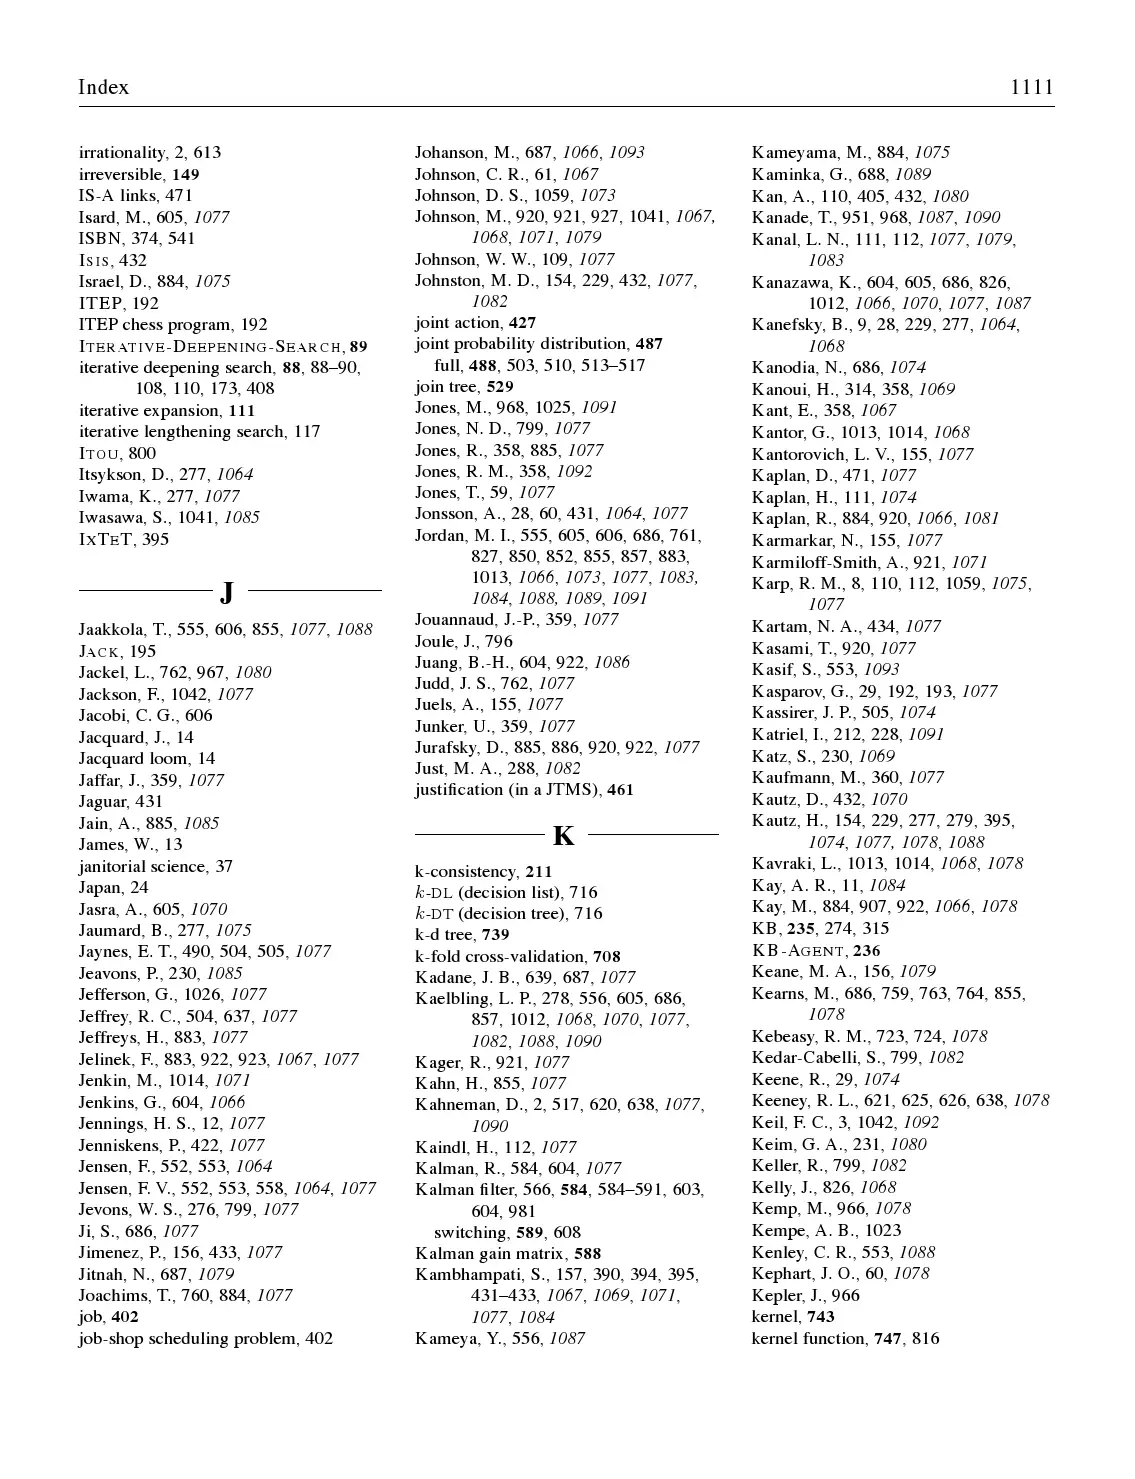 Index 1111
irrationality, 2, 613
irreversible, 149
IS-A links, 471
Isard, M., 605, 1077
ISBN, 374, 541
ISIS, 432
Israel, D., 884, 1075
ITEP, 192
ITEP chess program, 192
ITERATIVE-DEEPENING-SEARCH, 89
iterative deepening search, 88, 88–90,
108, 110, 173, 408
iterative expansion, 111
iterative lengthening search, 117
ITOU, 800
Itsykson, D., 277, 1064
Iwama, K., 277, 1077
Iwasawa, S., 1041, 1085
IXTET, 395
J
Jaakkola, T., 555, 606, 855, 1077, 1088
JACK, 195
Jackel, L., 762, 967, 1080
Jackson, F., 1042, 1077
Jacobi, C. G., 606
Jacquard, J., 14
Jacquard loom, 14
Jaffar, J., 359, 1077
Jaguar, 431
Jain, A., 885, 1085
James, W., 13
janitorial science, 37
Japan, 24
Jasra, A., 605, 1070
Jaumard, B., 277, 1075
Jaynes, E. T., 490, 504, 505, 1077
Jeavons, P., 230, 1085
Jefferson, G., 1026, 1077
Jeffrey, R. C., 504, 637, 1077
Jeffreys, H., 883, 1077
Jelinek, F., 883, 922, 923, 1067, 1077
Jenkin, M., 1014, 1071
Jenkins, G., 604, 1066
Jennings, H. S., 12, 1077
Jenniskens, P., 422, 1077
Jensen, F., 552, 553, 1064
Jensen, F. V., 552, 553, 558, 1064, 1077
Jevons, W. S., 276, 799, 1077
Ji, S., 686, 1077
Jimenez, P., 156, 433, 1077
Jitnah, N., 687, 1079
Joachims, T., 760, 884, 1077
job, 402
job-shop scheduling problem, 402
Johanson, M., 687, 1066, 1093
Johnson, C. R., 61, 1067
Johnson, D. S., 1059, 1073
Johnson, M., 920, 921, 927, 1041, 1067,
1068, 1071, 1079
Johnson, W. W., 109, 1077
Johnston, M. D., 154, 229, 432, 1077,
1082
joint action, 427
joint probability distribution, 487
full, 488, 503, 510, 513–517
join tree, 529
Jones, M., 968, 1025, 1091
Jones, N. D., 799, 1077
Jones, R., 358, 885, 1077
Jones, R. M., 358, 1092
Jones, T., 59, 1077
Jonsson, A., 28, 60, 431, 1064, 1077
Jordan, M. I., 555, 605, 606, 686, 761,
827, 850, 852, 855, 857, 883,
1013, 1066, 1073, 1077, 1083,
1084, 1088, 1089, 1091
Jouannaud, J.-P., 359, 1077
Joule, J., 796
Juang, B.-H., 604, 922, 1086
Judd, J. S., 762, 1077
Juels, A., 155, 1077
Junker, U., 359, 1077
Jurafsky, D., 885, 886, 920, 922, 1077
Just, M. A., 288, 1082
justification (in a JTMS), 461
K
k-consistency, 211
k-DL (decision list), 716
k-DT (decision tree), 716
k-d tree, 739
k-fold cross-validation, 708
Kadane, J. B., 639, 687, 1077
Kaelbling, L. P., 278, 556, 605, 686,
857, 1012, 1068, 1070, 1077,
1082, 1088, 1090
Kager, R., 921, 1077
Kahn, H., 855, 1077
Kahneman, D., 2, 517, 620, 638, 1077,
1090
Kaindl, H., 112, 1077
Kalman, R., 584, 604, 1077
Kalman filter, 566, 584, 584–591, 603,
604, 981
switching, 589, 608
Kalman gain matrix, 588
Kambhampati, S., 157, 390, 394, 395,
431–433, 1067, 1069, 1071,
1077, 1084
Kameya, Y., 556, 1087
Kameyama, M., 884, 1075
Kaminka, G., 688, 1089
Kan, A., 110, 405, 432, 1080
Kanade, T., 951, 968, 1087, 1090
Kanal, L. N., 111, 112, 1077, 1079,
1083
Kanazawa, K., 604, 605, 686, 826,
1012, 1066, 1070, 1077, 1087
Kanefsky, B., 9, 28, 229, 277, 1064,
1068
Kanodia, N., 686, 1074
Kanoui, H., 314, 358, 1069
Kant, E., 358, 1067
Kantor, G., 1013, 1014, 1068
Kantorovich, L. V., 155, 1077
Kaplan, D., 471, 1077
Kaplan, H., 111, 1074
Kaplan, R., 884, 920, 1066, 1081
Karmarkar, N., 155, 1077
Karmiloff-Smith, A., 921, 1071
Karp, R. M., 8, 110, 112, 1059, 1075,
1077
Kartam, N. A., 434, 1077
Kasami, T., 920, 1077
Kasif, S., 553, 1093
Kasparov, G., 29, 192, 193, 1077
Kassirer, J. P., 505, 1074
Katriel, I., 212, 228, 1091
Katz, S., 230, 1069
Kaufmann, M., 360, 1077
Kautz, D., 432, 1070
Kautz, H., 154, 229, 277, 279, 395,
1074, 1077, 1078, 1088
Kavraki, L., 1013, 1014, 1068, 1078
Kay, A. R., 11, 1084
Kay, M., 884, 907, 922, 1066, 1078
KB, 235, 274, 315
KB-AGENT, 236
Keane, M. A., 156, 1079
Kearns, M., 686, 759, 763, 764, 855,
1078
Kebeasy, R. M., 723, 724, 1078
Kedar-Cabelli, S., 799, 1082
Keene, R., 29, 1074
Keeney, R. L., 621, 625, 626, 638, 1078
Keil, F. C., 3, 1042, 1092
Keim, G. A., 231, 1080
Keller, R., 799, 1082
Kelly, J., 826, 1068
Kemp, M., 966, 1078
Kempe, A. B., 1023
Kenley, C. R., 553, 1088
Kephart, J. O., 60, 1078
Kepler, J., 966
kernel, 743
kernel function, 747, 816